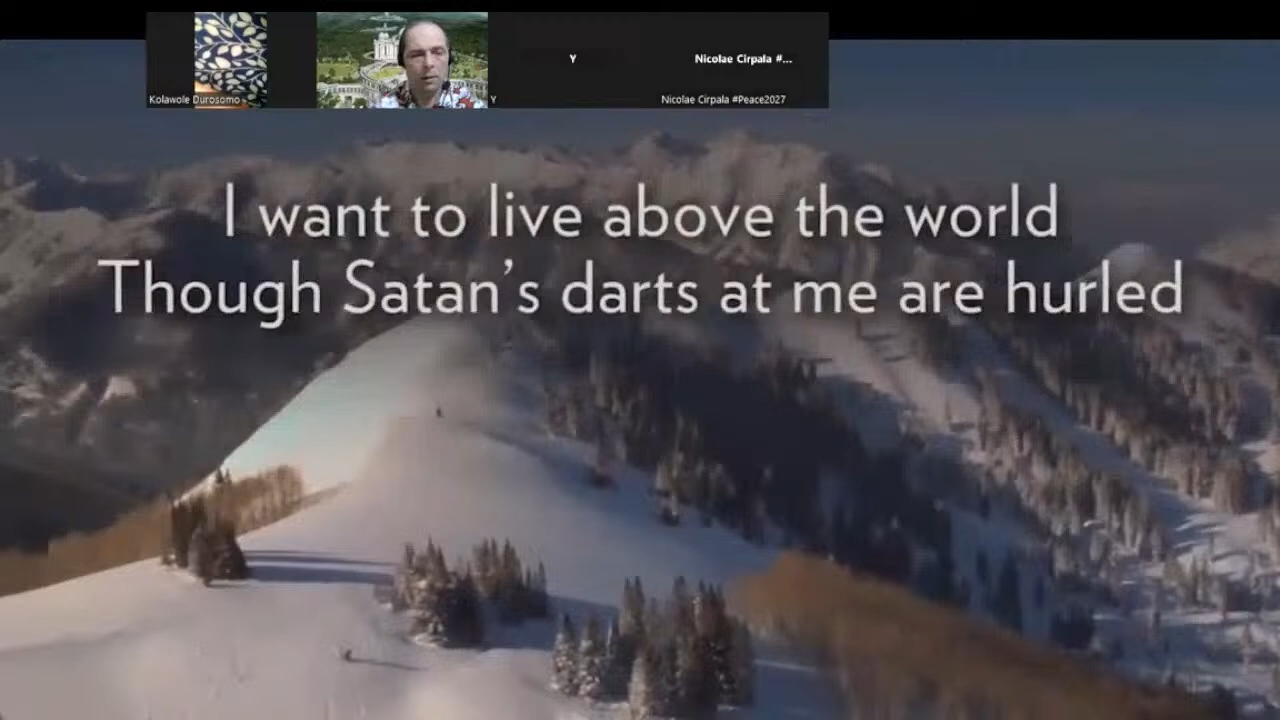 Y
Nicolae Cirpala #...
Kolawole Durosomo
Y
Nicolae Cirpala #Peace2027
I want to live above the world
Though Satan's darts at me are hurled